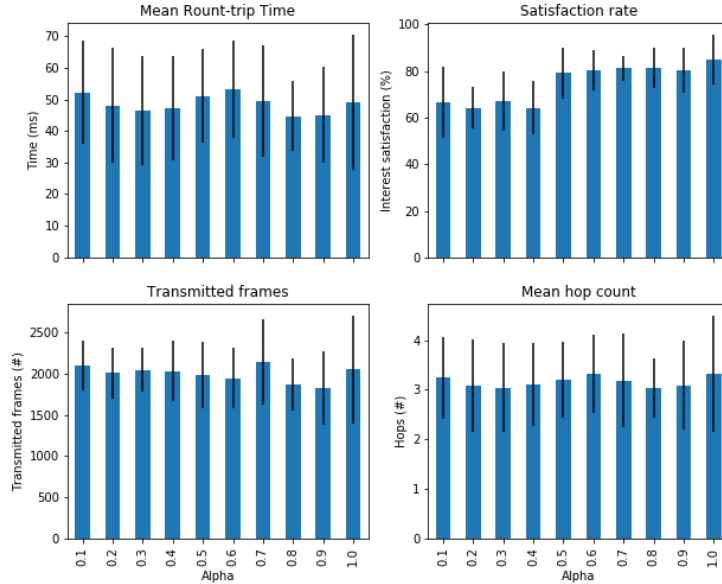 Mean Rount-trip Time
Time (ms)
70
60
50
40
30
20
10
0
Satisfaction rate
Interest satisfaction (%)
100
80
60
40
20
0
Transmitted frames
Transmitted frames (#)
2500
2000
1500
1000
500
0
0.1 0.2 0.3 0.4 0.5 0.6 0.7 0.8 0.9 1.0
Alpha
Mean hop count
Hops (#)
4
3
2
1
0
0.1 0.2 0.3 0.4 0.5 0.6 0.7 0.8 0.9 1.0
Alpha